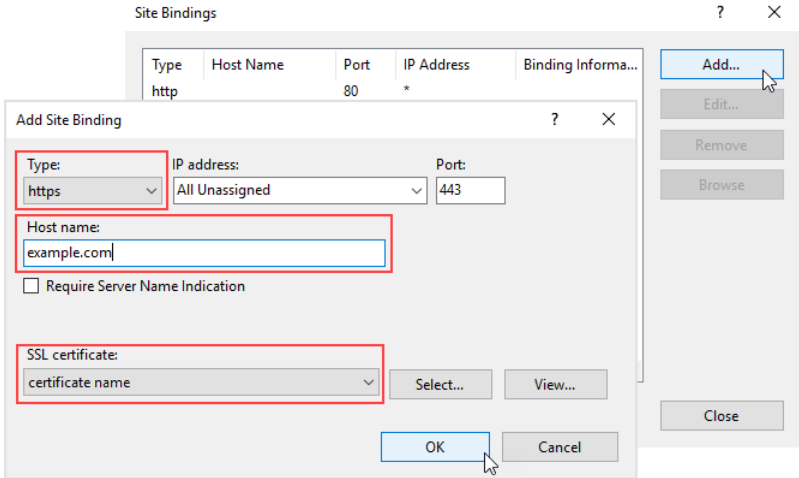 Site Bindings ? ×
Type Host Name Port IP Address Binding Informa... Add...
http 80 *
Edit...
Remove
Browse
Close
Add Site Binding ? ×
Type: IP address: Port:
https All Unassigned 443
Host name:
example.com
Require Server Name Indication
SSL certificate:
certificate name Select... View...
OK Cancel